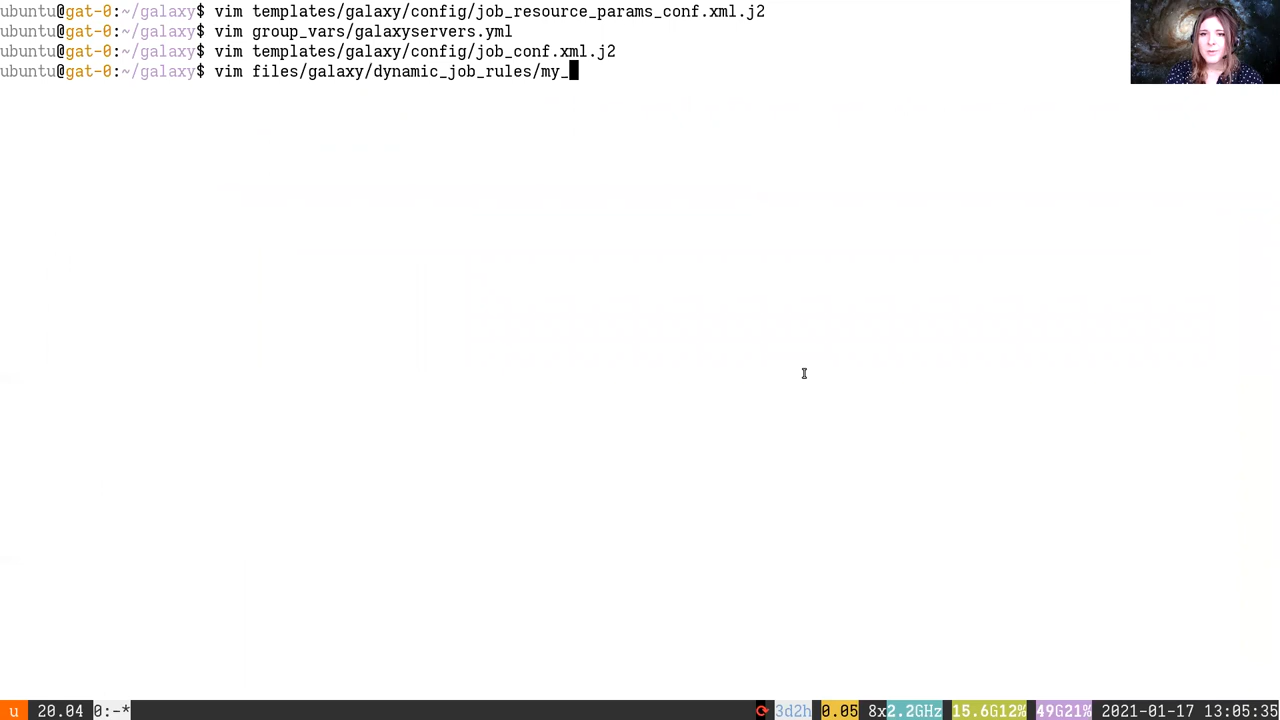 ubuntu@gat-0:~/galaxy$ vim templates/galaxy/config/job_resource_params_conf.xml.j2
ubuntu@gat-0:~/galaxy$ vim group_vars/galaxyservers.yml
ubuntu@gat-0:~/galaxy$ vim templates/galaxy/config/job_conf.xml.j2
ubuntu@gat-0:~/galaxy$ vim files/galaxy/dynamic_job_rules/my_
u 20.04 0:-* 3d2h 0.05 8x2.2GHz 15.6G12% 49G21% 2021-01-17 13:05:35